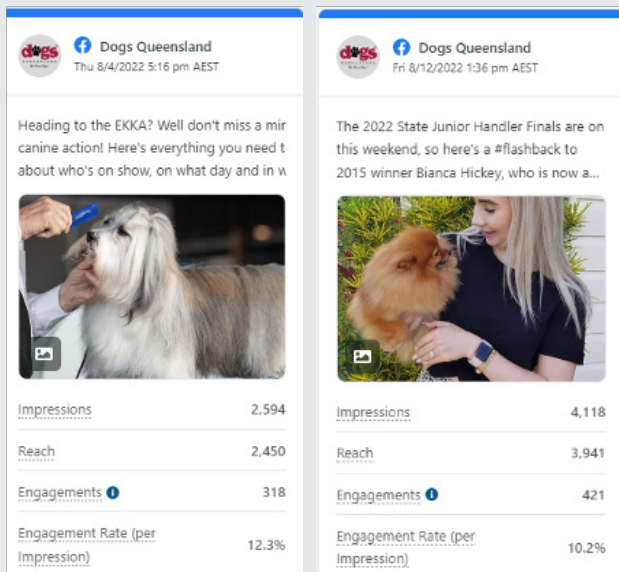 dogs
Dogs Queensland
Thu 8/4/2022 5:16 pm AEST
Heading to the EKKA? Well don't miss a mir
canine action! Here's everything you need t
about who's on show, on what day and in w
Impressions 2,594
Reach 2,450
Engagements 318
Engagement Rate (per
Impression) 12.3%
dogs
Dogs Queensland
Fri 8/12/2022 1:36 pm AEST
The 2022 State Junior Handler Finals are on
this weekend, so here's a #flashback to
2015 winner Bianca Hickey, who is now a...
Impressions 4,118
Reach 3,941
Engagements 421
Engagement Rate (per
Impression) 10.2%